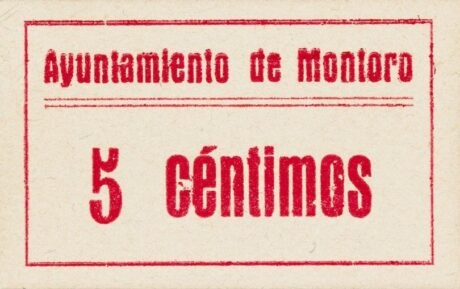 Ayuntamiento de Montoro
5 céntimos